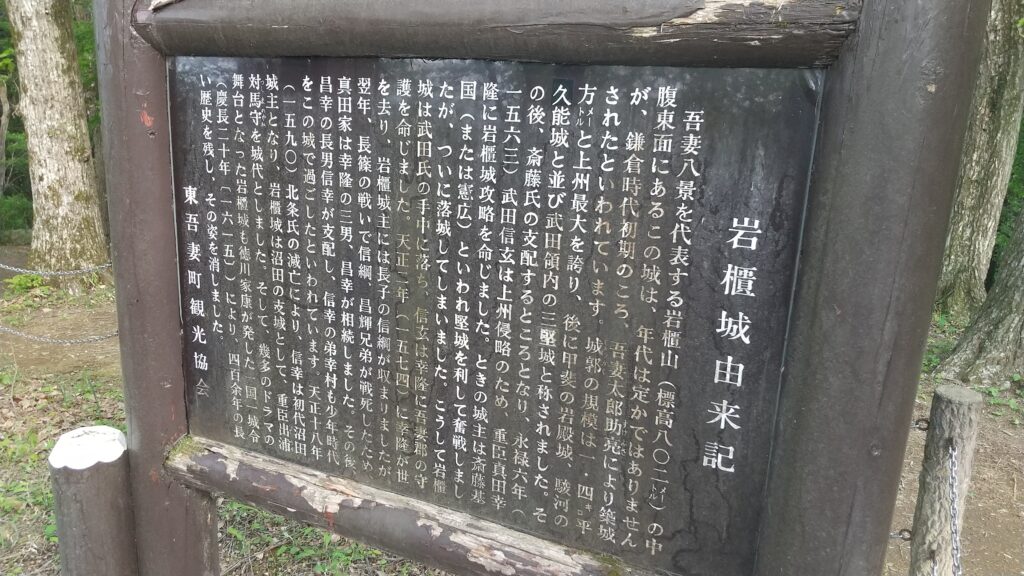 岩櫃城由来記
吾妻八景を代表する岩櫃山(標高八〇二メートル)の中
腹東面にあるこの城は、年代は定かではありません
が、鎌倉時代初期のころ、吾妻太郎助亮により築城
されたといわれています。城郭の規模は一・四キロ平
方メートルと上州最大を誇り、後に甲斐の岩殿城、駿河の
久能城と並び武田領内の三堅城と称されました。そ
の後、斎藤氏の支配するところとなり、永禄六年(
一五六三)武田信玄は上州侵略のため、重臣真田幸
隆に岩櫃城攻略を命じました。ときの城主は斎藤基
国(または憲広)といわれ堅城を利して奮戦しまし
たが、ついに落城してしまいました。こうして岩櫃
城は武田氏の手中に落ち、信玄は幸隆に吾妻郡の守
護を命じました。天正二年(一五七四)に幸隆が世
を去り、岩櫃城主には長子の信綱が収まりましたが、
翌年、長篠の戦いで信綱、昌輝兄弟が戦死したため、
真田家は幸隆の三男、昌幸が相続しました。その後、
昌幸の長男信幸が支配し、信幸の弟幸村も少年時代
をこの城で過ごしたといわれています。天正十八年
(一五九〇)北条氏の滅亡により、信幸は初代沼田
城主となり、岩櫃城は沼田の支城として、重臣出浦
対馬守を城代としました。そして、幾多のドラマの
舞台となった岩櫃城も徳川家康が発した一国一城令
(慶長二十年(一六一五))により、四百余年の長
い歴史を残し、その姿を消しました。
東吾妻町観光協会